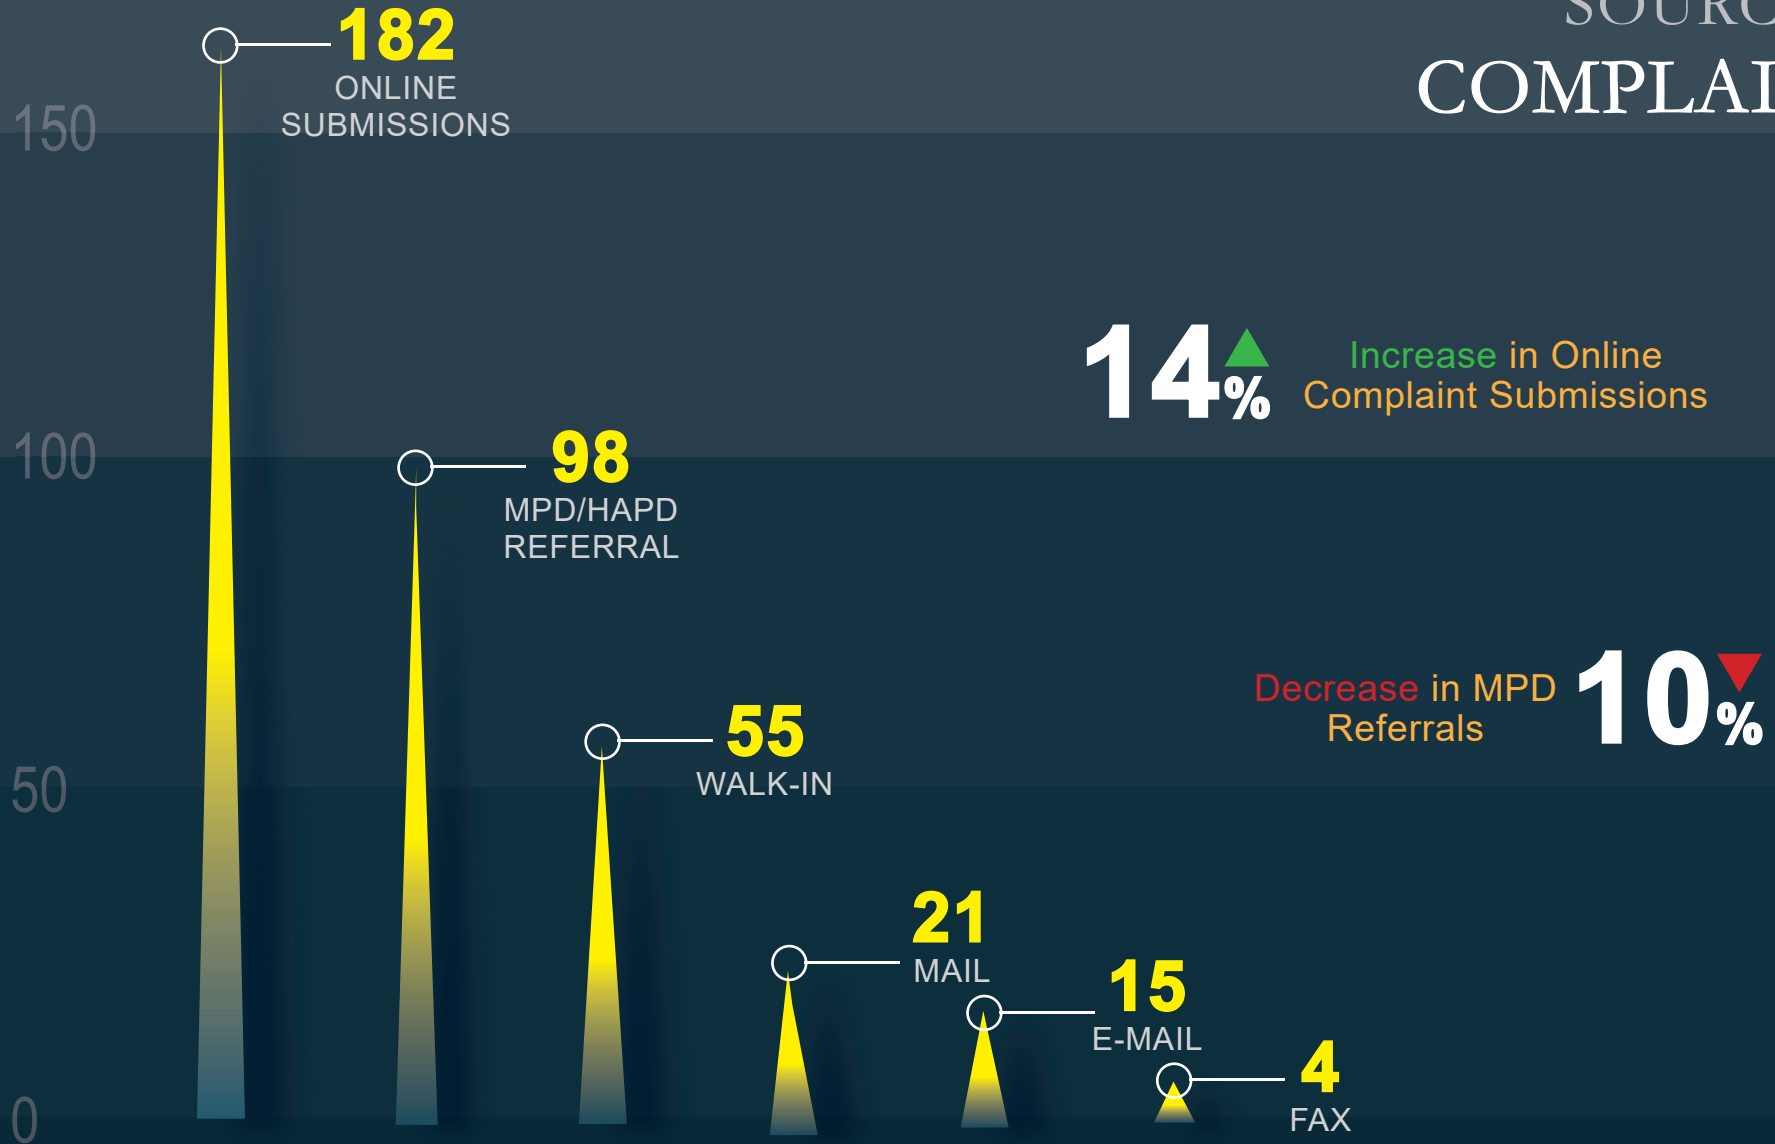 SOURC
COMPLAI
182
ONLINE
SUBMISSIONS
150
14%
Increase in Online
Complaint Submissions
100
98
MPD/HAPD
REFERRAL
Decrease in MPD
Referrals
10%
55
WALK-IN
50
21
MAIL
15
E-MAIL
4
FAX
0